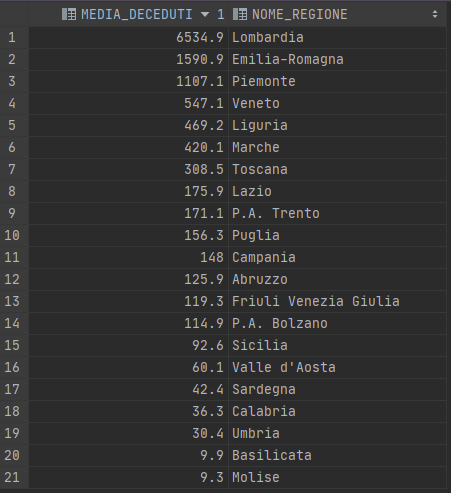 MEDIA_DECEDUTI 1 NOME_REGIONE
1 6534.9 Lombardia
2 1590.9 Emilia-Romagna
3 1107.1 Piemonte
4 547.1 Veneto
5 469.2 Liguria
6 420.1 Marche
7 308.5 Toscana
8 175.9 Lazio
9 171.1 P.A. Trento
10 156.3 Puglia
11 148 Campania
12 125.9 Abruzzo
13 119.3 Friuli Venezia Giulia
14 114.9 P.A. Bolzano
15 92.6 Sicilia
16 60.1 Valle d'Aosta
17 42.4 Sardegna
18 36.3 Calabria
19 30.4 Umbria
20 9.9 Basilicata
21 9.3 Molise